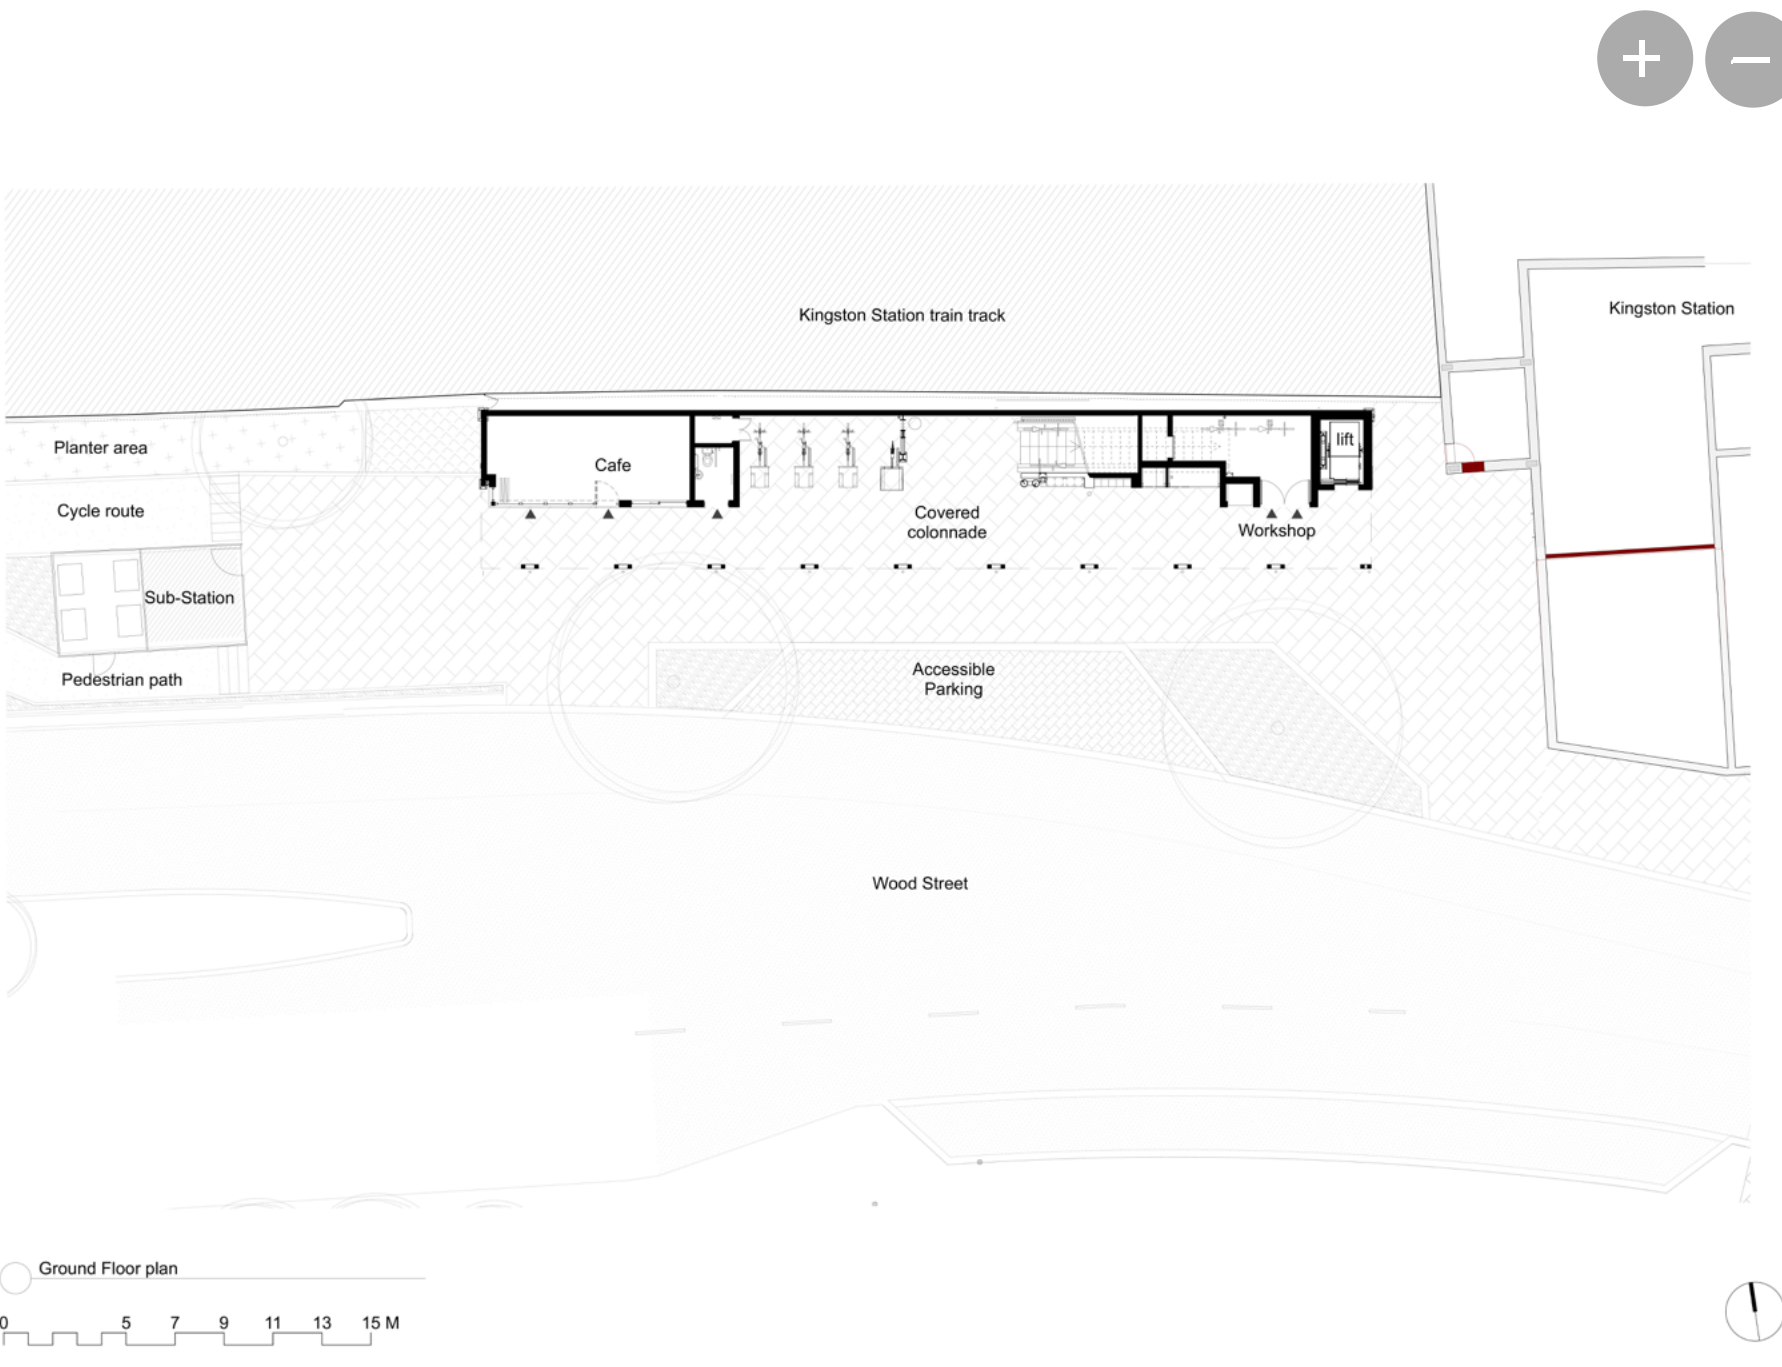 Kingston Station train track
Kingston Station
Planter area
Cafe
lift
Cycle route
Covered
colonnade
Workshop
Sub-Station
Pedestrian path
Accessible
Parking
Wood Street
Ground Floor plan
0 5 7 9 11 13 15 M